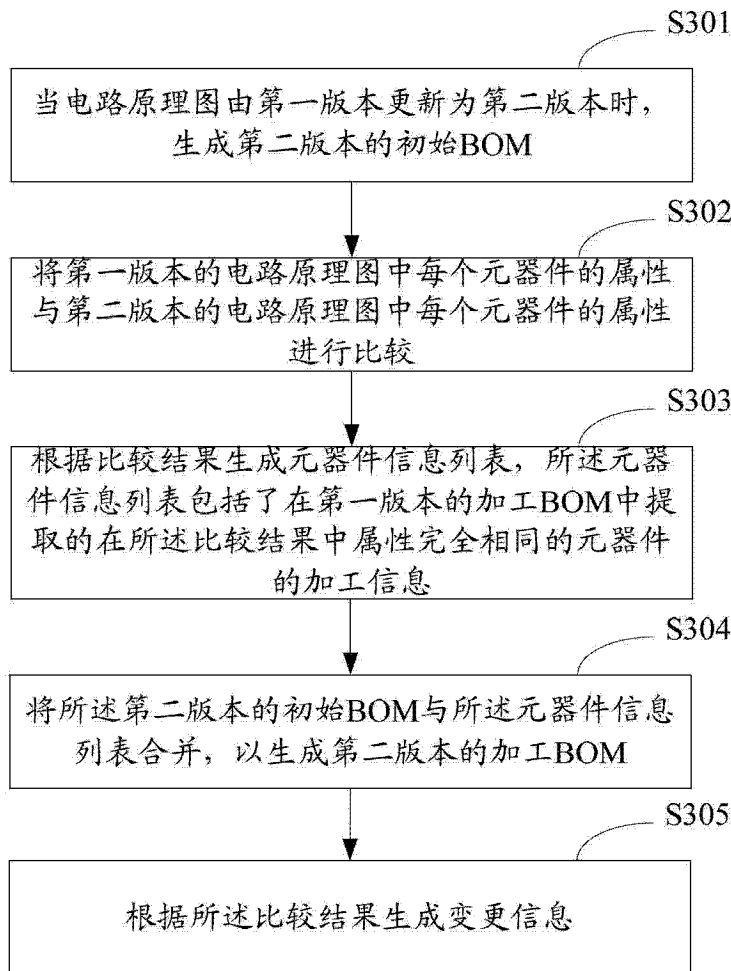 S301
当电路原理图由第一版本更新为第二版本时，
生成第二版本的初始BOM
S302
将第一版本的电路原理图中每个元器件的属性
与第二版本的电路原理图中每个元器件的属性
进行比较
S303
根据比较结果生成元器件信息列表，所述元器
件信息列表包括了在第一版本的加工BOM中提
取的在所述比较结果中属性完全相同的元器件
的加工信息
S304
将所述第二版本的初始BOM与所述元器件信息
列表合并，以生成第二版本的加工BOM
S305
根据所述比较结果生成变更信息